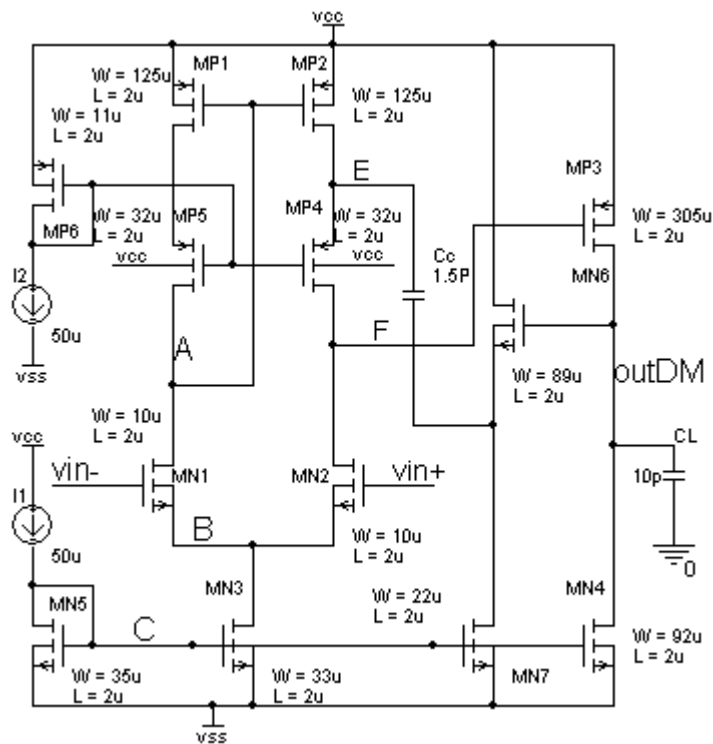 vcc
MP1
MP2
W = 125u
L = 2u
W = 125u
L = 2u
W = 11u
L = 2u
E
MP3
W = 32u
L = 2u
MP5
MP4
W = 32u
L = 2u
W = 305u
L = 2u
MP6
vcc
vcc
Cc
1.5P
MN6
I2
50u
A
F
vss
W = 89u
L = 2u
outDM
W = 10u
L = 2u
vcc
CL
vin-
MN1
MN2
vin+
10p
I1
50u
B
W = 10u
L = 2u
0
MN5
C
MN3
W = 22u
L = 2u
MN4
W = 35u
L = 2u
W = 33u
L = 2u
MN7
W = 92u
L = 2u
vss